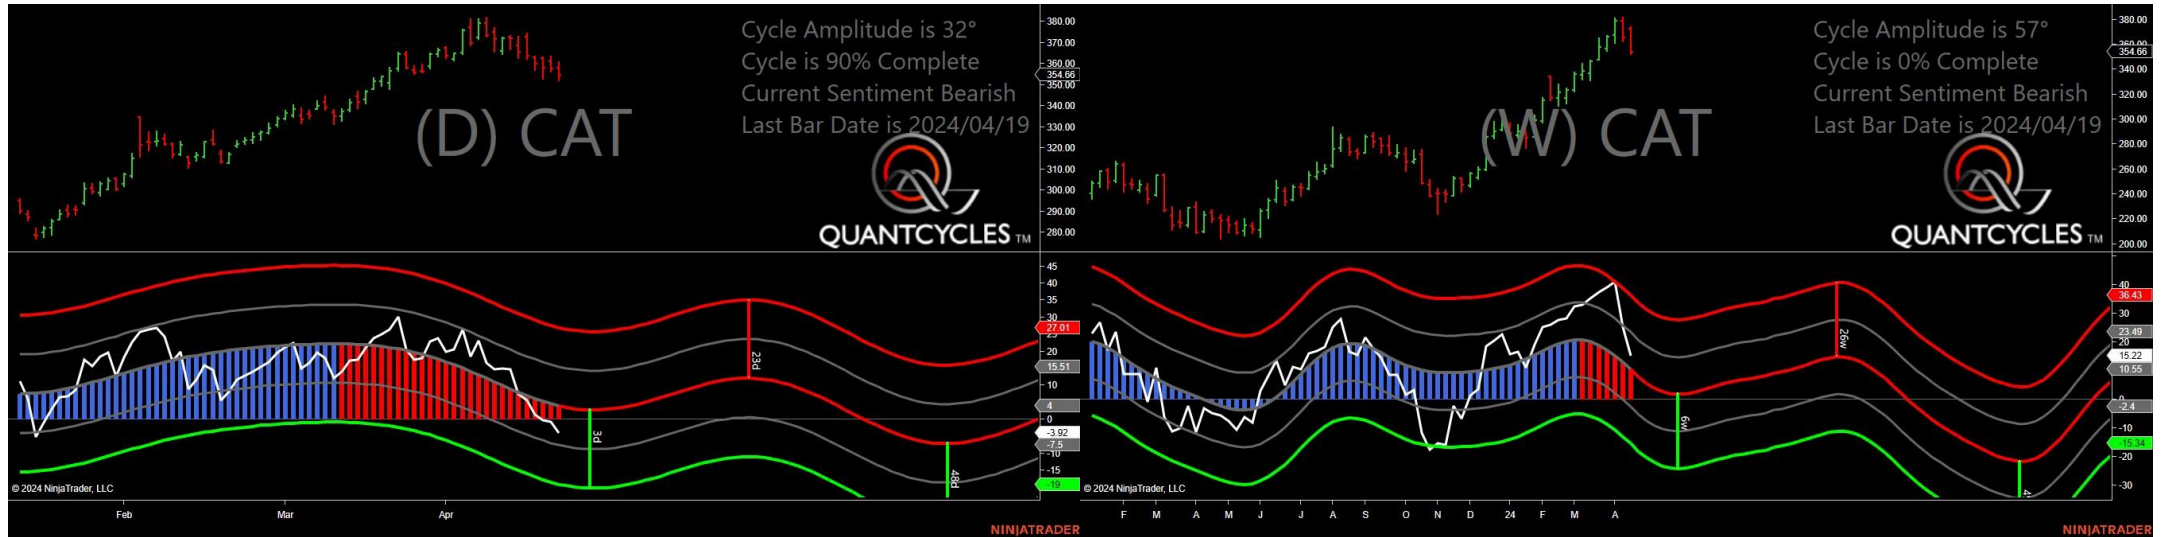 Cycle Amplitude is 32°
Cycle is 90% Complete
Current Sentiment Bearish
Last Bar Date is 2024/04/19
(D) CAT
QUANTCYCLES TM
380.00
370.00
360.00
354.66
350.00
340.00
330.00
320.00
310.00
300.00
290.00
280.00
45
40
35
30
27.01
25
20
15.51
10
4
0
-3.92
-7.5
-10
-15
-19
23d
3d
48d
© 2024 NinjaTrader, LLC
Feb Mar Apr
NINJATRADER
Cycle Amplitude is 57°
Cycle is 0% Complete
Current Sentiment Bearish
Last Bar Date is 2024/04/19
(W) CAT
QUANTCYCLES TM
380.00
360.00
354.66
340.00
320.00
300.00
280.00
260.00
240.00
220.00
200.00
40
36.43
30
23.49
20
15.22
10.55
0
-2.4
-10
-15.34
-20
-30
26w
6w
© 2024 NinjaTrader, LLC
F M A M J J A S O N D 24 F M A
NINJATRADER